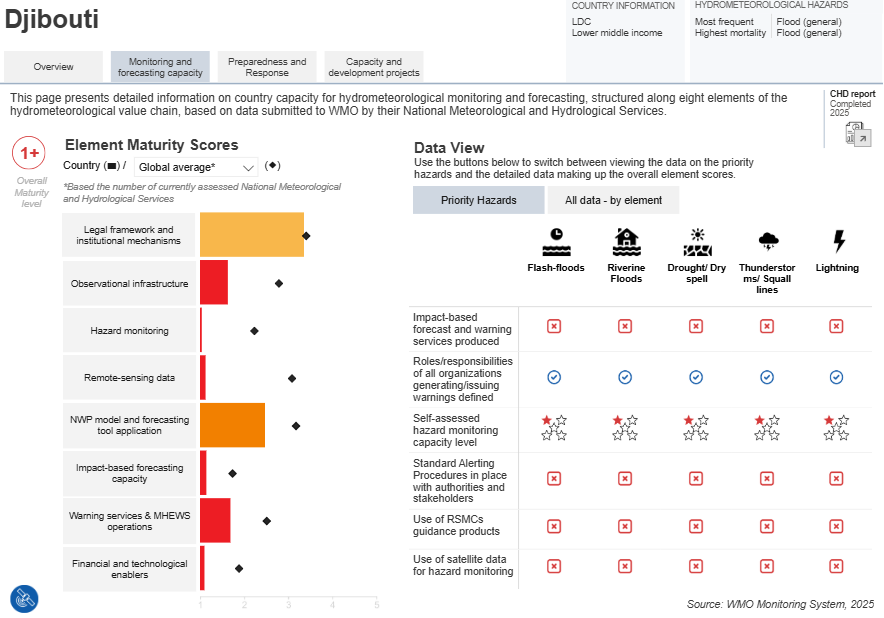 Djibouti
COUNTRY INFORMATION
LDC
Lower middle income
HYDROMETEOROLOGICAL HAZARDS
Most frequent Flood (general)
Highest mortality Flood (general)
Overview
Monitoring and
forecasting capacity
Preparedness and
Response
Capacity and
development projects
This page presents detailed information on country capacity for hydrometeorological monitoring and forecasting, structured along eight elements of the
hydrometeorological value chain, based on data submitted to WMO by their National Meteorological and Hydrological Services.
CHD report
Completed
2025
1+
Overall
Maturity
level
Element Maturity Scores
Country (■) / Global average* (◆)
*Based the number of currently assessed National Meteorological
and Hydrological Services
Legal framework and
institutional mechanisms
Observational infrastructure
Hazard monitoring
Remote-sensing data
NWP model and forecasting
tool application
Impact-based forecasting
capacity
Warning services & MHEWS
operations
Financial and technological
enablers
1 2 3 4 5
Data View
Use the buttons below to switch between viewing the data on the priority
hazards and the detailed data making up the overall element scores.
Priority Hazards
All data - by element
Flash-floods
Riverine
Floods
Drought/ Dry
spell
Thunderstor
ms/ Squall
lines
Lightning
Impact-based
forecast and warning
services produced
Roles/responsibilities
of all organizations
generating/issuing
warnings defined
Self-assessed
hazard monitoring
capacity level
Standard Alerting
Procedures in place
with authorities and
stakeholders
Use of RSMCs
guidance products
Use of satellite data
for hazard monitoring
Source: WMO Monitoring System, 2025